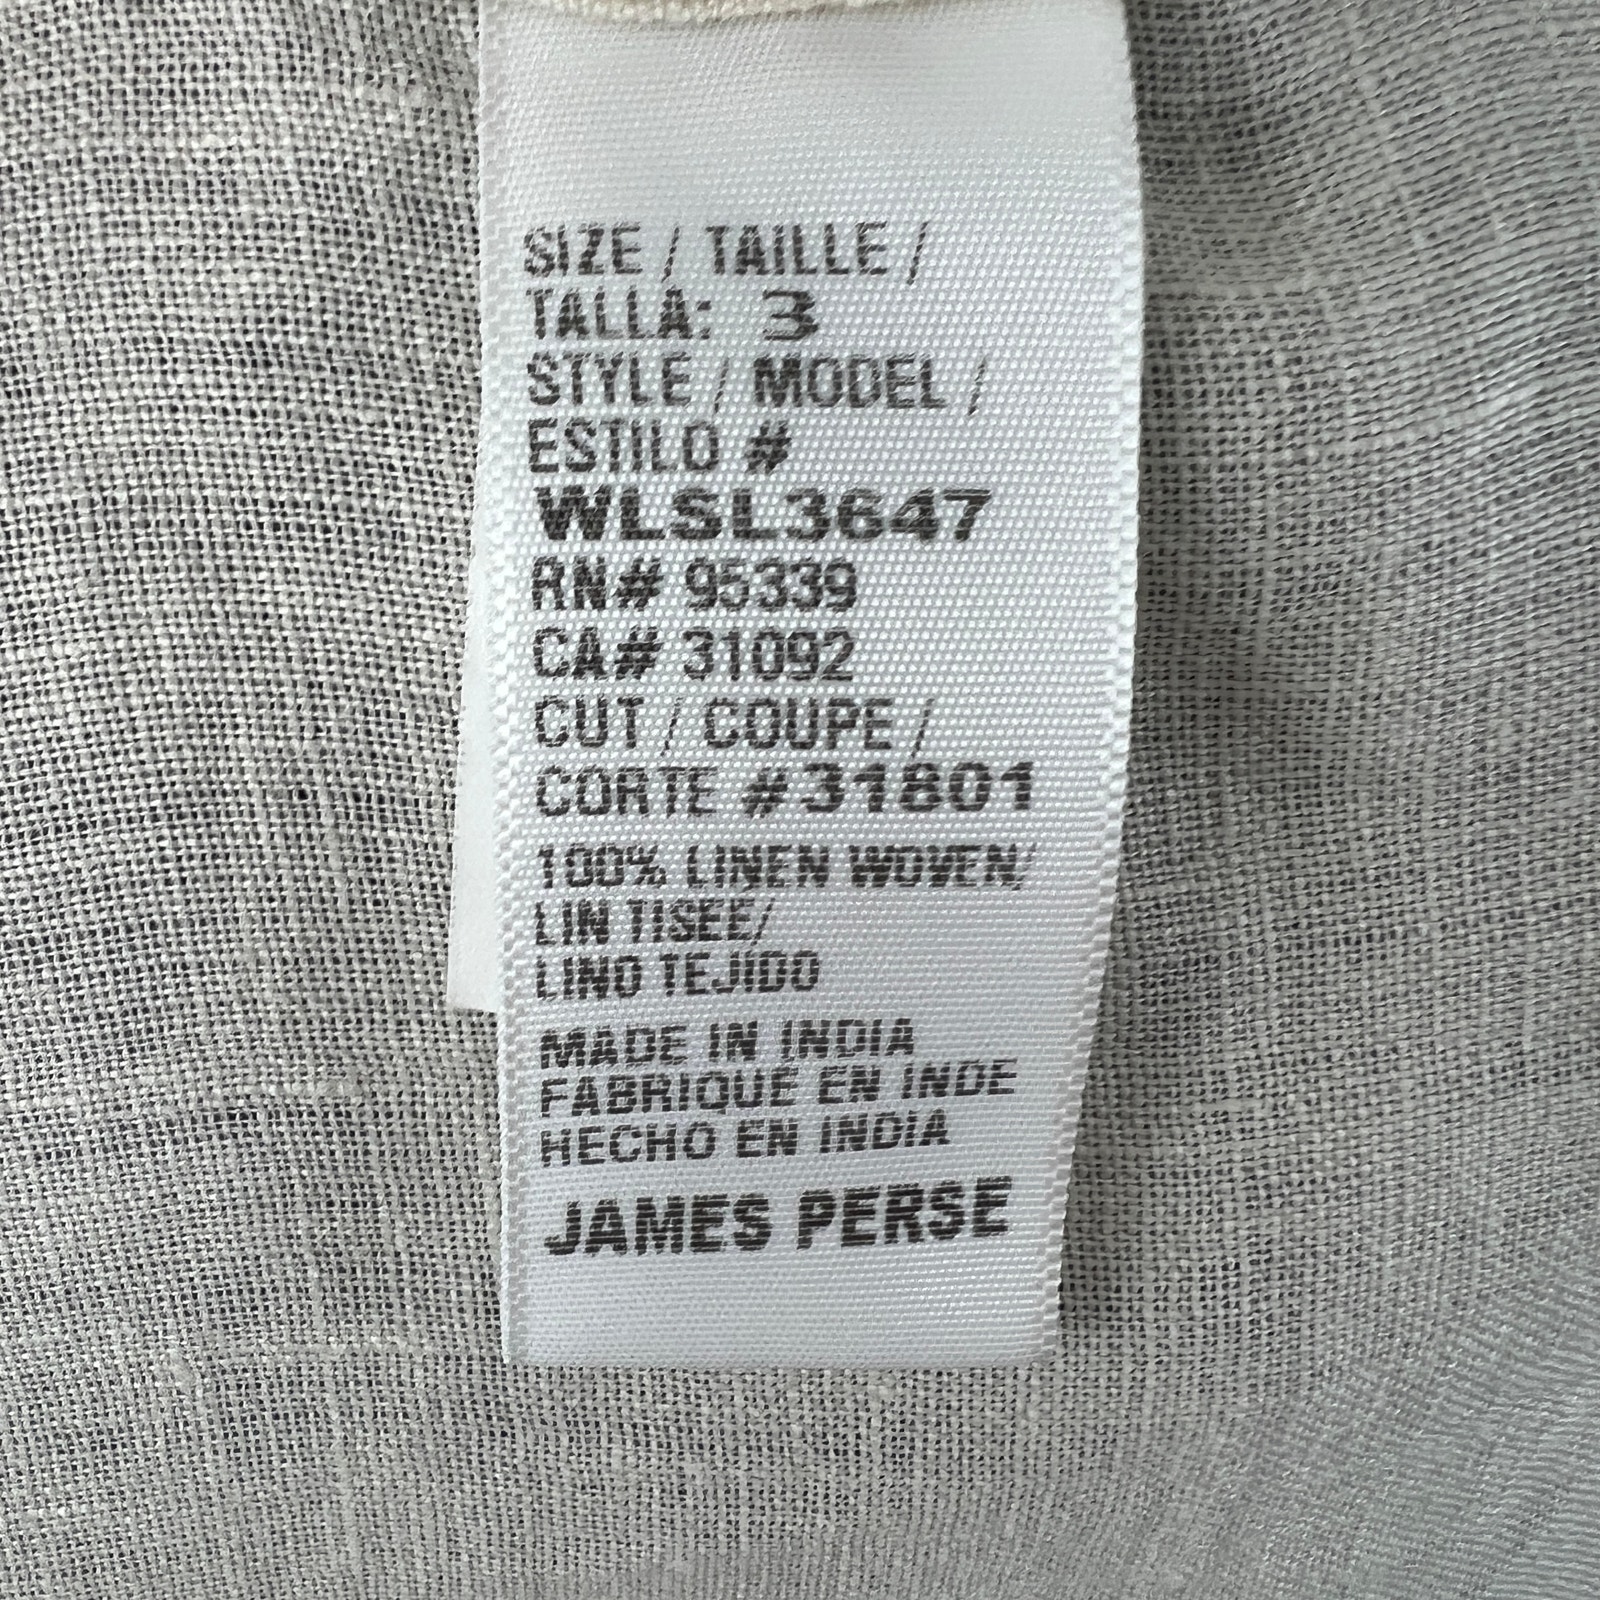 SIZE / TAILLE /
TALLA: 3
STYLE / MODEL /
ESTILO #
WLSL3647
RN# 95339
CA# 31092
CUT / COUPE /
CORTE #31801
100% LINEN WOVEN/
LIN TISEE/
LINO TEJIDO
MADE IN INDIA
FABRIQUE EN INDE
HECHO EN INDIA
JAMES PERSE